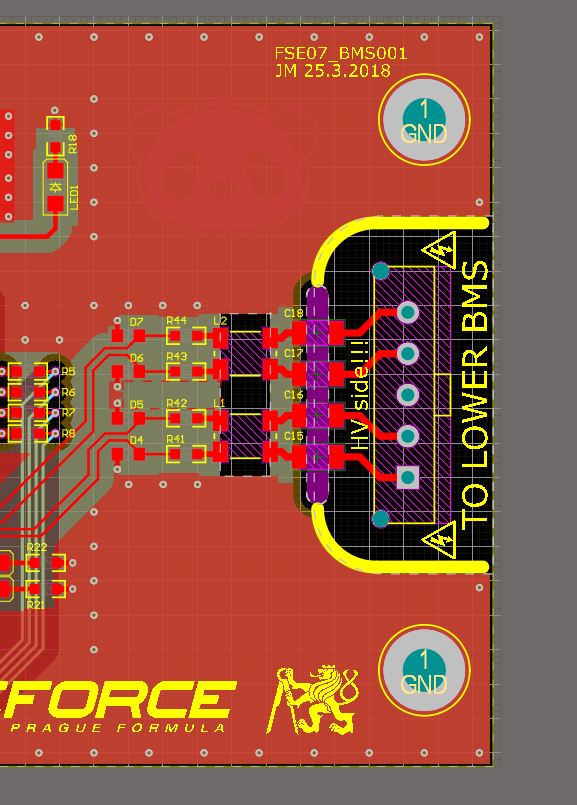 FSE07_BMS001
JM 25.3.2018
1
GND
R18
LED1
D7
R44
L2
C18
D6
R43
C17
R5
R6
D5
R42
L1
C16
R7
R8
D4
R41
C15
HV side!!!
TO LOWER BMS
R22
R21
1
GND
FORCE
PRAGUE FORMULA